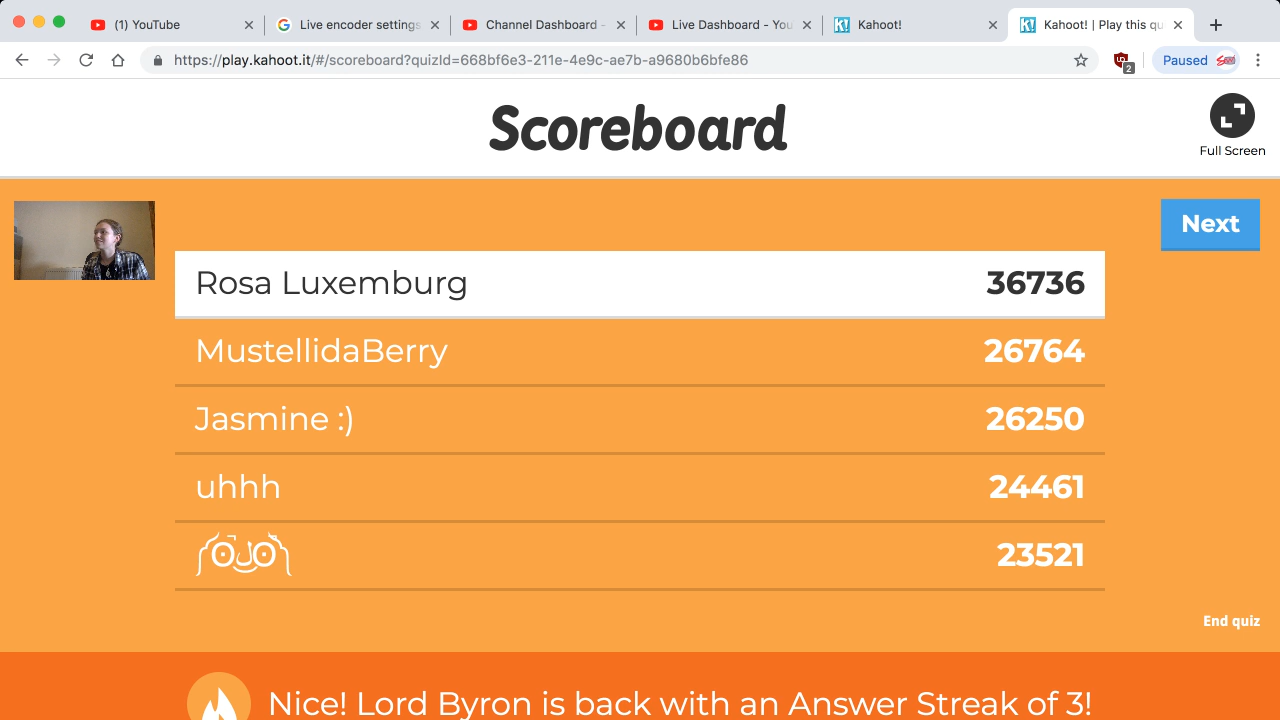 (1) YouTube
Live encoder settings
Channel Dashboard -
Live Dashboard - You
Kahoot!
Kahoot! | Play this qu
https://play.kahoot.it/#/scoreboard?quizId=668bf6e3-211e-4e9c-ae7b-a9680b6bfe86
2
Paused
Scoreboard
Full Screen
Next
Rosa Luxemburg 36736
MustellidaBerry 26764
Jasmine :) 26250
uhhh 24461
23521
End quiz
Nice! Lord Byron is back with an Answer Streak of 3!